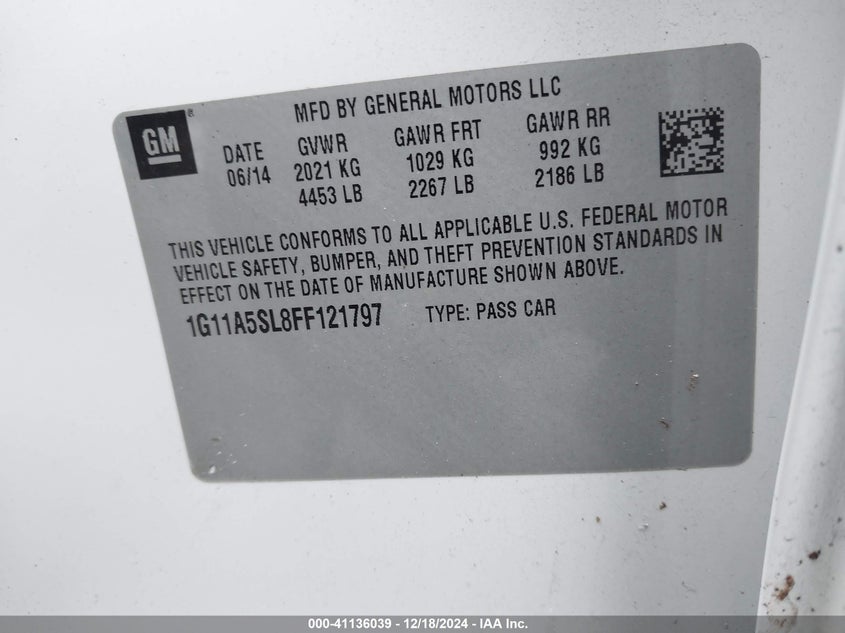 MFD BY GENERAL MOTORS LLC
GM ®
DATE GVWR GAWR FRT GAWR RR
06/14 2021 KG 1029 KG 992 KG
4453 LB 2267 LB 2186 LB
THIS VEHICLE CONFORMS TO ALL APPLICABLE U.S. FEDERAL MOTOR
VEHICLE SAFETY, BUMPER, AND THEFT PREVENTION STANDARDS IN
EFFECT ON THE DATE OF MANUFACTURE SHOWN ABOVE.
1G11A5SL8FF121797 TYPE: PASS CAR
000-41136039 - 12/18/2024 - IAA Inc.